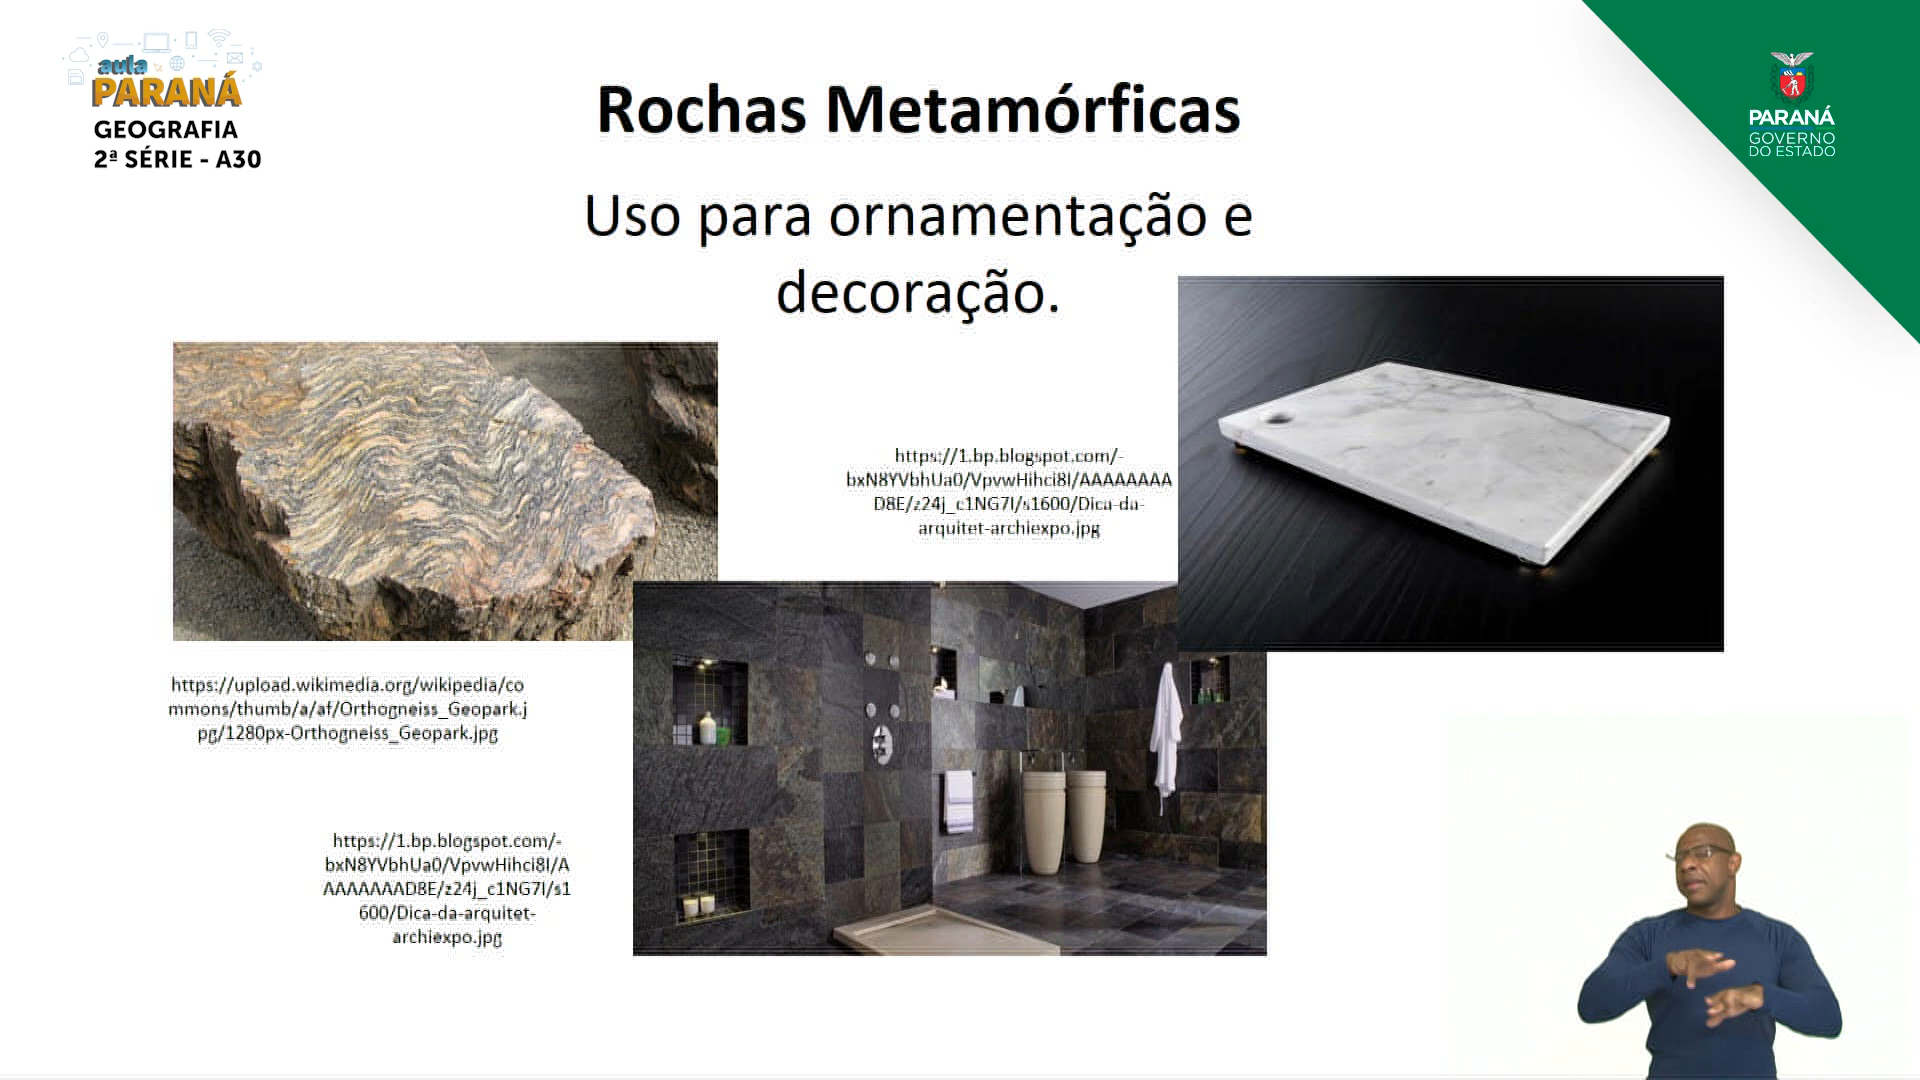 aula
PARANÁ
GEOGRAFIA
2ª SÉRIE - A30
Rochas Metamórficas
Uso para ornamentação e
decoração.
PARANÁ
GOVERNO
DO ESTADO
https://1.bp.blogspot.com/-
bxN8YVbhUa0/VpvwHihci8I/AAAAAAAA
D8E/z24j_c1NG7I/s1600/Dica-da-
arquitet-archiexpo.jpg
https://upload.wikimedia.org/wikipedia/co
mmons/thumb/a/af/Orthogneiss_Geopark.j
pg/1280px-Orthogneiss_Geopark.jpg
https://1.bp.blogspot.com/-
bxN8YVbhUa0/VpvwHihci8I/A
AAAAAAAD8E/z24j_c1NG7I/s1
600/Dica-da-arquitet-
archiexpo.jpg